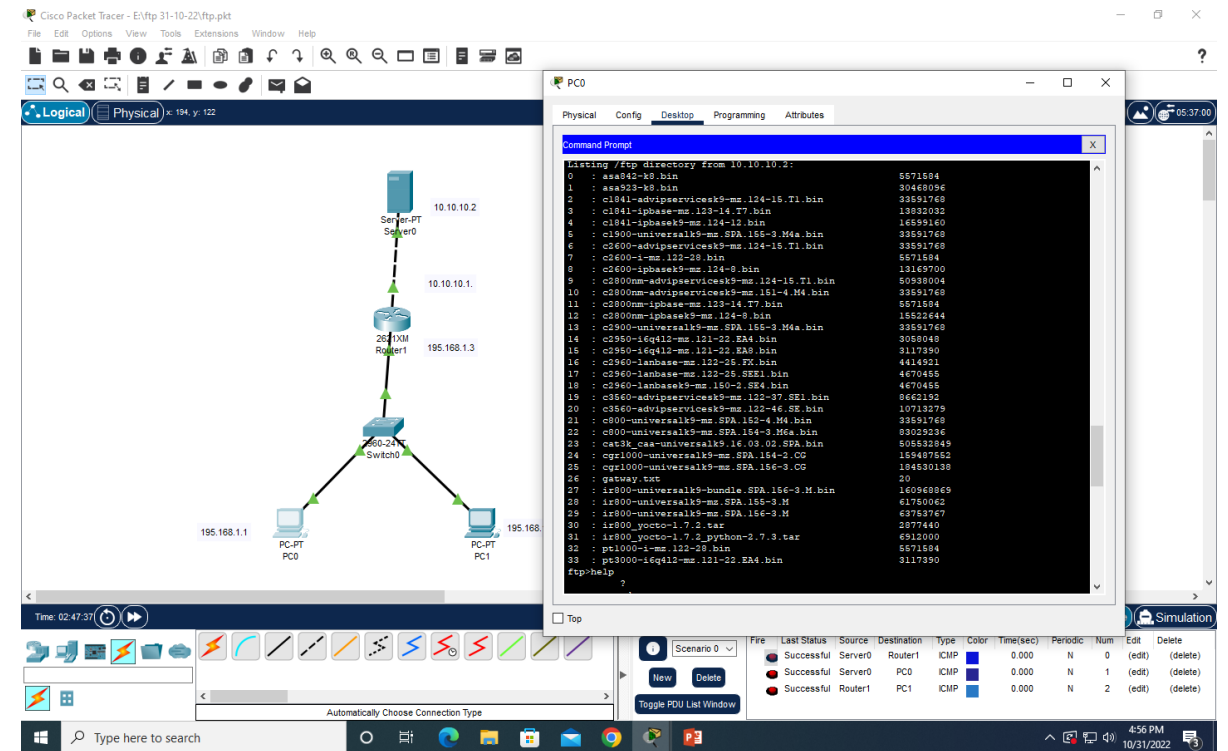 Cisco Packet Tracer - E:\ftp 31-10-22\ftp.pkt
File Edit Options View Tools Extensions Window Help
?
Logical Physical x: 194, y: 122
05:37:00
PC0
Physical Config Desktop Programming Attributes
Command Prompt X
Listing /ftp directory from 10.10.10.2:
0 : asa842-k8.bin 5571584
1 : asa923-k8.bin 30468096
2 : c1841-advipservicesk9-mz.124-15.T1.bin 33591768
3 : c1841-ipbase-mz.123-14.T7.bin 13832032
4 : c1841-ipbasek9-mz.124-12.bin 16599160
5 : c1900-universalk9-mz.SPA.155-3.M4a.bin 33591768
6 : c2600-advipservicesk9-mz.124-15.T1.bin 33591768
7 : c2600-i-mz.122-28.bin 5571584
8 : c2600-ipbasek9-mz.124-8.bin 13169700
9 : c2800nm-advipservicesk9-mz.124-15.T1.bin 50938004
10 : c2800nm-advipservicesk9-mz.151-4.M4.bin 33591768
11 : c2800nm-ipbase-mz.123-14.T7.bin 5571584
12 : c2800nm-ipbasek9-mz.124-8.bin 15522644
13 : c2900-universalk9-mz.SPA.155-3.M4a.bin 33591768
14 : c2950-i6q4l2-mz.121-22.EA4.bin 3058048
15 : c2950-i6q4l2-mz.121-22.EA8.bin 3117390
16 : c2960-lanbase-mz.122-25.FX.bin 4414921
17 : c2960-lanbase-mz.122-25.SEE1.bin 4670455
18 : c2960-lanbasek9-mz.150-2.SE4.bin 4670455
19 : c3560-advipservicesk9-mz.122-37.SE1.bin 8662192
20 : c3560-advipservicesk9-mz.122-46.SE.bin 10713279
21 : c800-universalk9-mz.SPA.152-4.M4.bin 33591768
22 : c800-universalk9-mz.SPA.154-3.M6a.bin 83029236
23 : cat3k_caa-universalk9.16.03.02.SPA.bin 505532849
24 : cgr1000-universalk9-mz.SPA.154-2.CG 159487552
25 : cgr1000-universalk9-mz.SPA.156-3.CG 184530138
26 : gatway.txt 20
27 : ir800-universalk9-bundle.SPA.156-3.M.bin 160968869
28 : ir800-universalk9-mz.SPA.155-3.M 61750062
29 : ir800-universalk9-mz.SPA.156-3.M 63753767
30 : ir800_yocto-1.7.2.tar 2877440
31 : ir800_yocto-1.7.2_python-2.7.3.tar 6912000
32 : pt1000-i-mz.122-28.bin 5571584
33 : pt3000-i6q4l2-mz.121-22.EA4.bin 3117390
ftp>help
?
Top
10.10.10.2
Server-PT
Server0
10.10.10.1.
2621XM
Router1
195.168.1.3
2960-24TT
Switch0
195.168.1.1
PC-PT
PC0
PC-PT
PC1
195.168.
Time: 02:47:37
Simulation
Automatically Choose Connection Type
Scenario 0
New Delete
Toggle PDU List Window
Fire Last Status Source Destination Type Color Time(sec) Periodic Num Edit Delete
Successful Server0 Router1 ICMP 0.000 N 0 (edit) (delete)
Successful Server0 PC0 ICMP 0.000 N 1 (edit) (delete)
Successful Router1 PC1 ICMP 0.000 N 2 (edit) (delete)
Type here to search
4:56 PM
10/31/2022
3